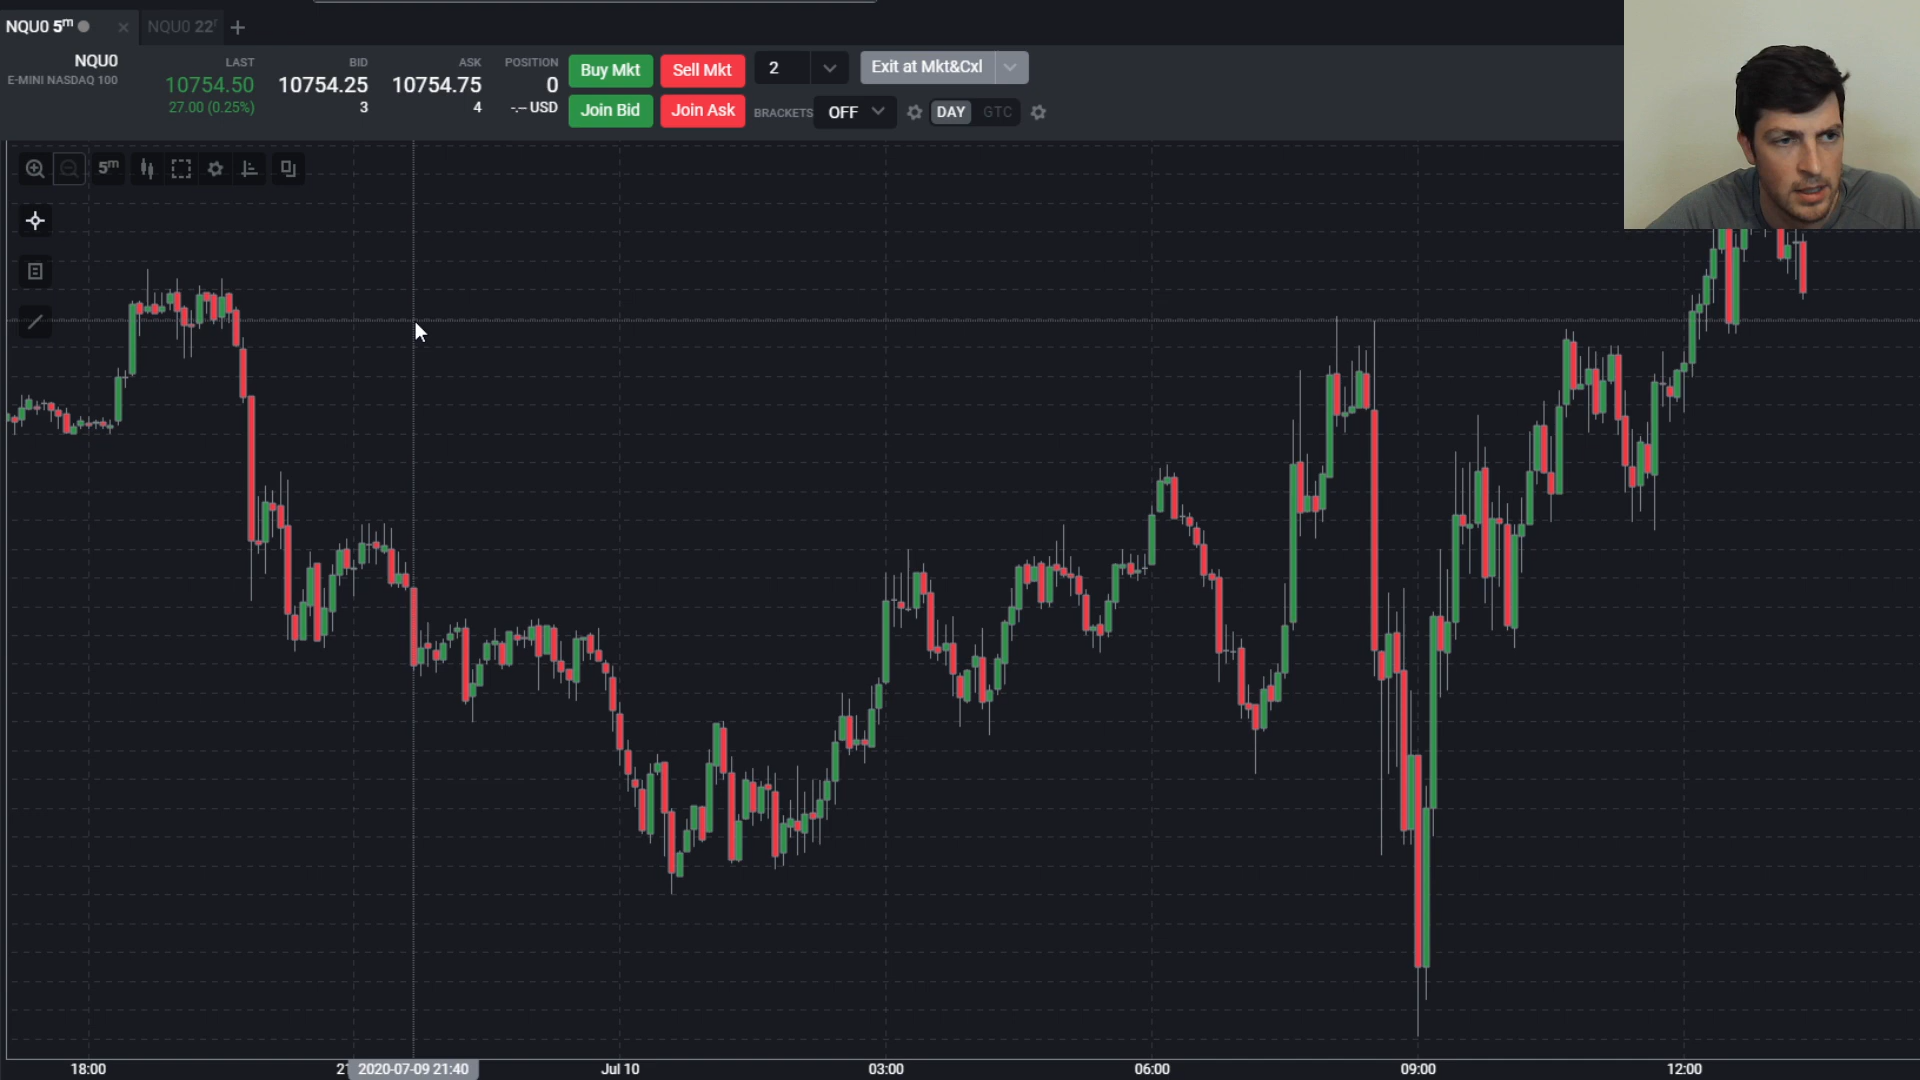 NQU0 5m
NQU0 22r
NQU0
E-MINI NASDAQ 100
LAST
10754.50
27.00 (0.25%)
BID
10754.25
3
ASK
10754.75
4
POSITION
0
-.-- USD
Buy Mkt
Sell Mkt
2
Exit at Mkt&Cxl
Join Bid
Join Ask
BRACKETS
OFF
DAY
GTC
5m
18:00
2020-07-09 21:40
Jul 10
03:00
06:00
09:00
12:00